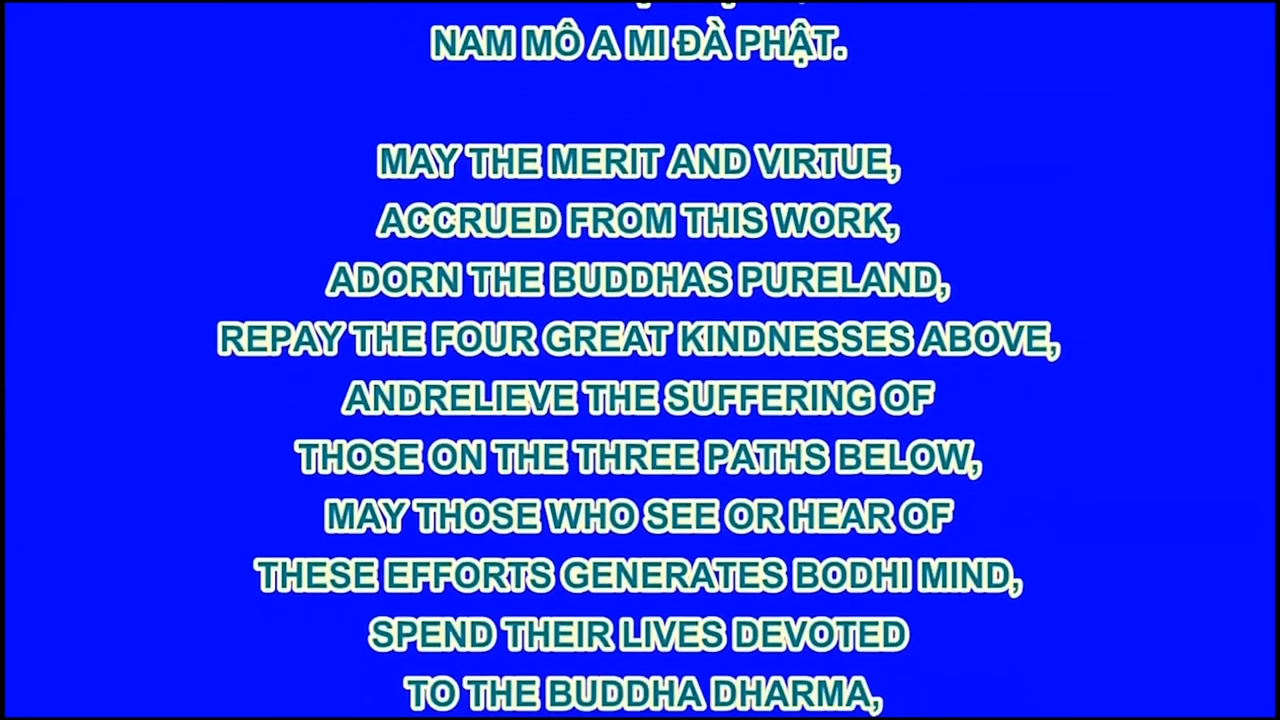 NAM MÔ A MI ĐÀ PHẬT.
MAY THE MERIT AND VIRTUE,
ACCRUED FROM THIS WORK,
ADORN THE BUDDHAS PURELAND,
REPAY THE FOUR GREAT KINDNESSES ABOVE,
ANDRELIEVE THE SUFFERING OF
THOSE ON THE THREE PATHS BELOW,
MAY THOSE WHO SEE OR HEAR OF
THESE EFFORTS GENERATES BODHI MIND,
SPEND THEIR LIVES DEVOTED
TO THE BUDDHA DHARMA,